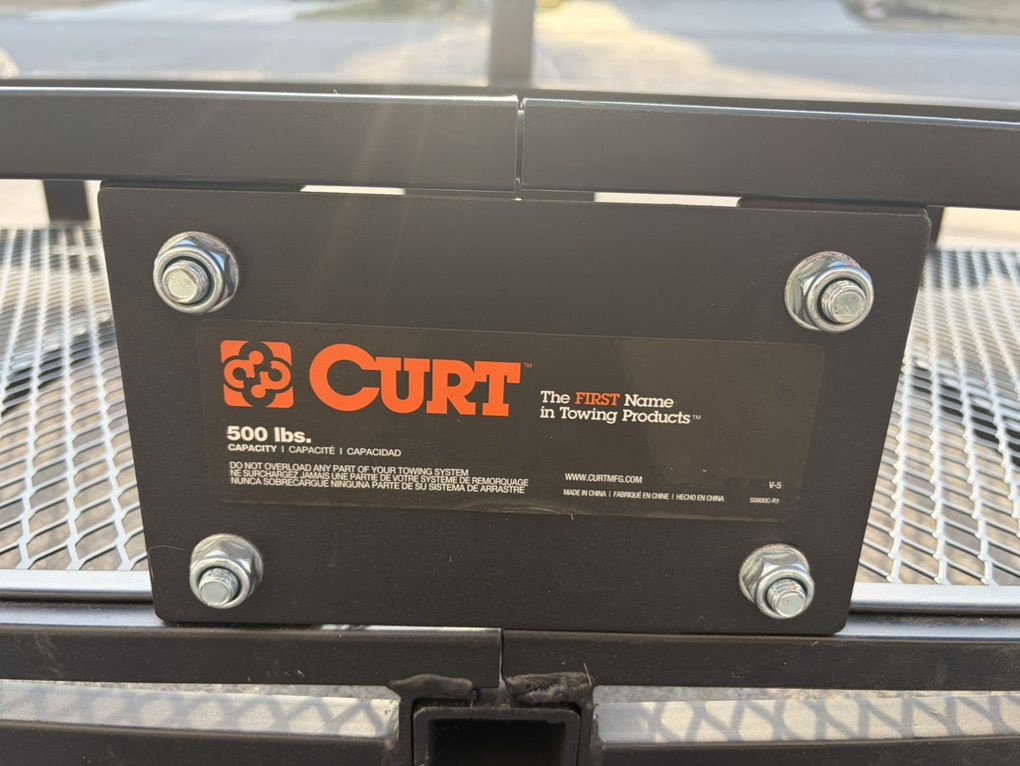 CURT™
The FIRST Name
in Towing Products™
500 lbs.
CAPACITY | CAPACITÉ | CAPACIDAD
DO NOT OVERLOAD ANY PART OF YOUR TOWING SYSTEM
NE SURCHARGEZ JAMAIS UNE PARTIE DE VOTRE SYSTÈME DE REMORQUAGE
NUNCA SOBRECARGUE NINGUNA PARTE DE SU SISTEMA DE ARRASTRE
WWW.CURTMFG.COM
V-5
MADE IN CHINA | FABRIQUÉ EN CHINE | HECHO EN CHINA